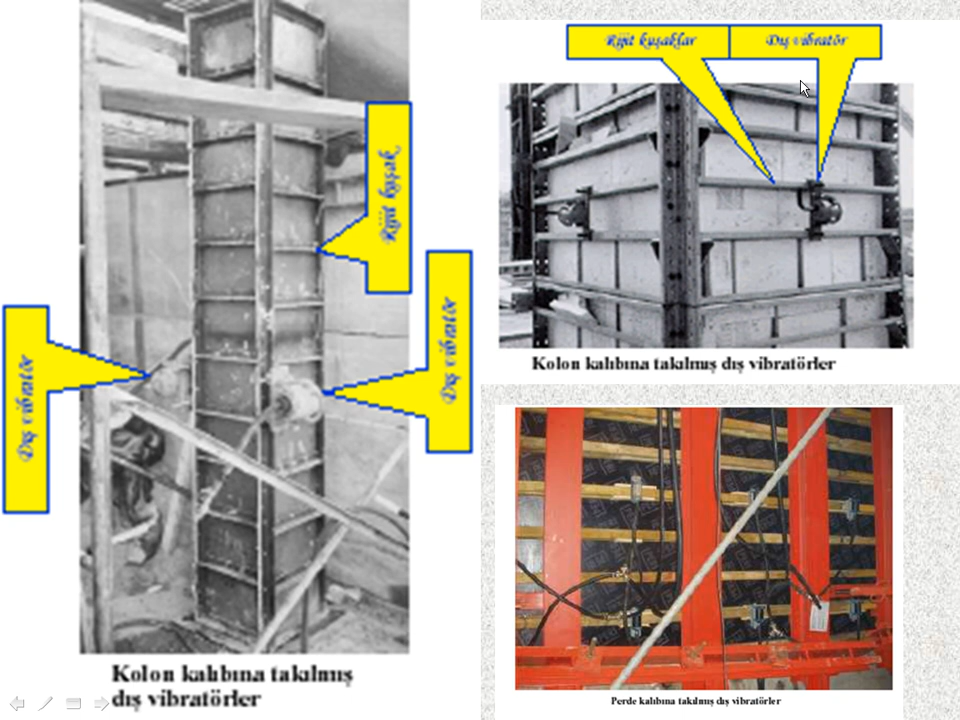 Rijit kuşak
Dış vibratör
Dış vibratör
Kolon kalıbına takılmış
dış vibratörler
Rijit kuşaklar
Dış vibratör
Kolon kalıbına takılmış dış vibratörler
Perde kalıbına takılmış dış vibratörler